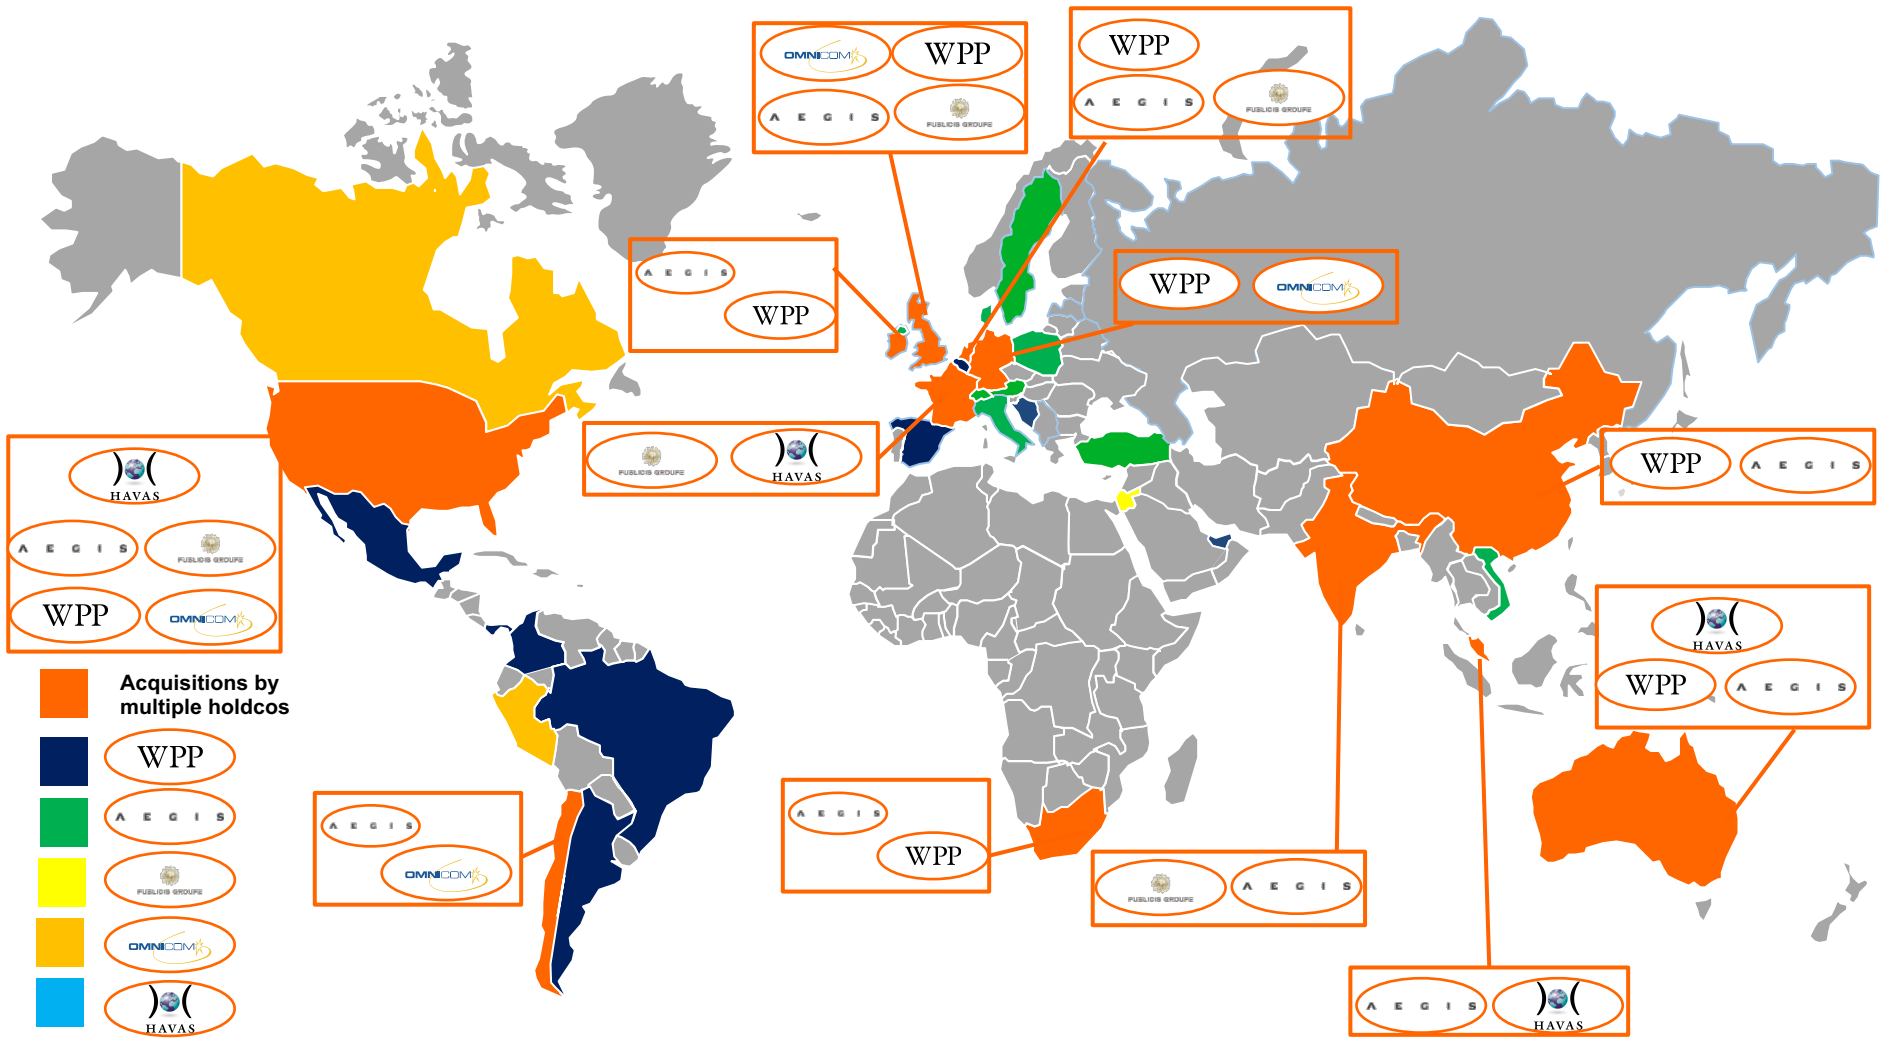 OMNICOM
WPP
AEGIS
PUBLICIS GROUPE
WPP
AEGIS
PUBLICIS GROUPE
AEGIS
WPP
WPP
OMNICOM
PUBLICIS GROUPE
HAVAS
WPP
AEGIS
HAVAS
AEGIS
PUBLICIS GROUPE
WPP
OMNICOM
HAVAS
WPP
AEGIS
Acquisitions by
multiple holdcos
WPP
AEGIS
PUBLICIS GROUPE
OMNICOM
HAVAS
AEGIS
OMNICOM
AEGIS
WPP
PUBLICIS GROUPE
AEGIS
AEGIS
HAVAS